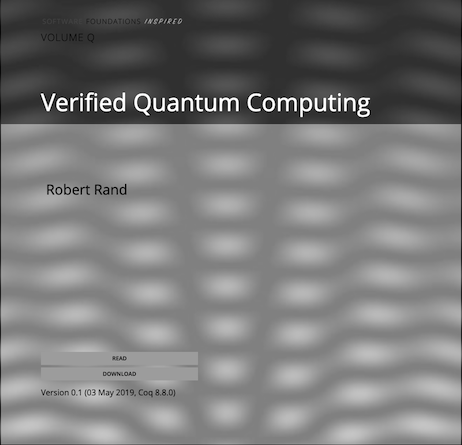 SOFTWARE FOUNDATIONS INSPIRED
VOLUME Q
Verified Quantum Computing
Robert Rand
READ
DOWNLOAD
Version 0.1 (03 May 2019, Coq 8.8.0)